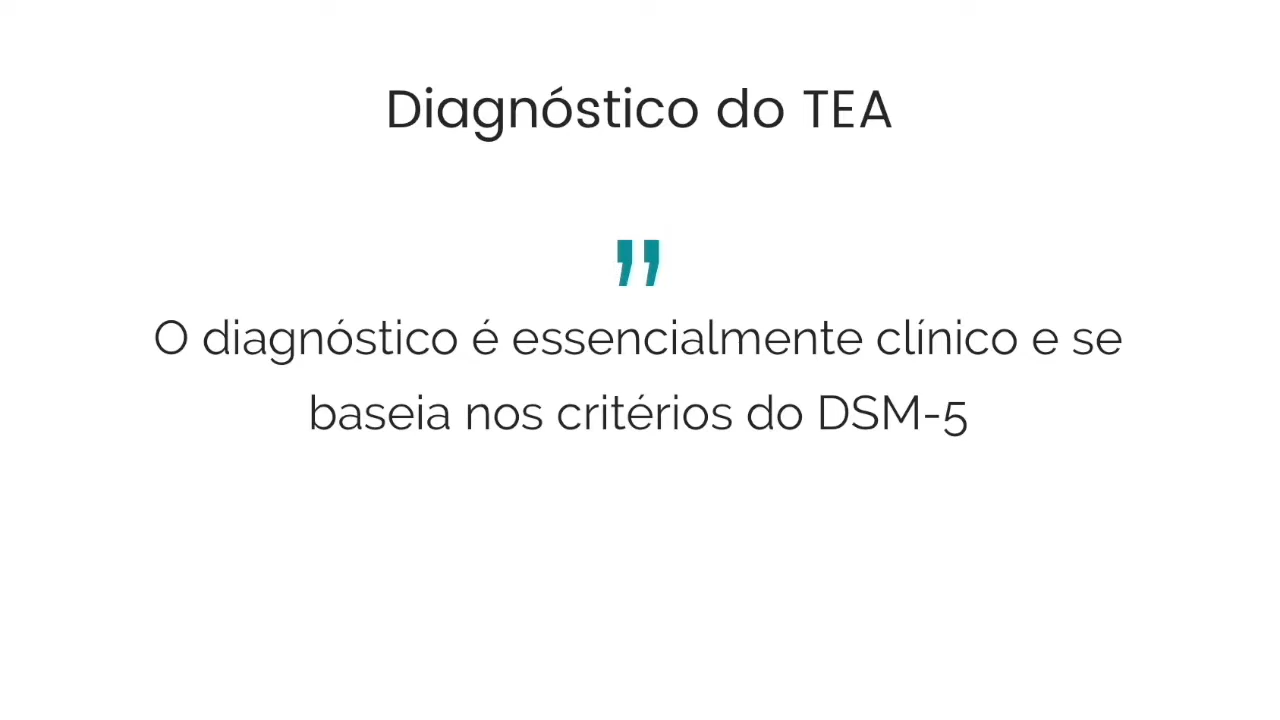 Diagnóstico do TEA
”
O diagnóstico é essencialmente clínico e se
baseia nos critérios do DSM-5